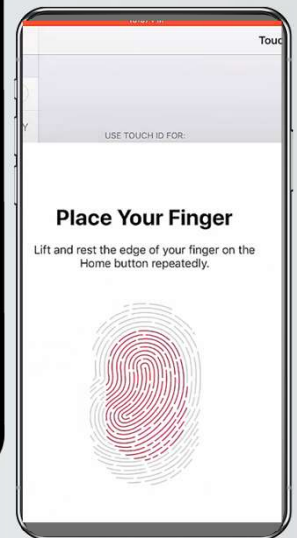 Touc
Y
USE TOUCH ID FOR:
Place Your Finger
Lift and rest the edge of your finger on the
Home button repeatedly.